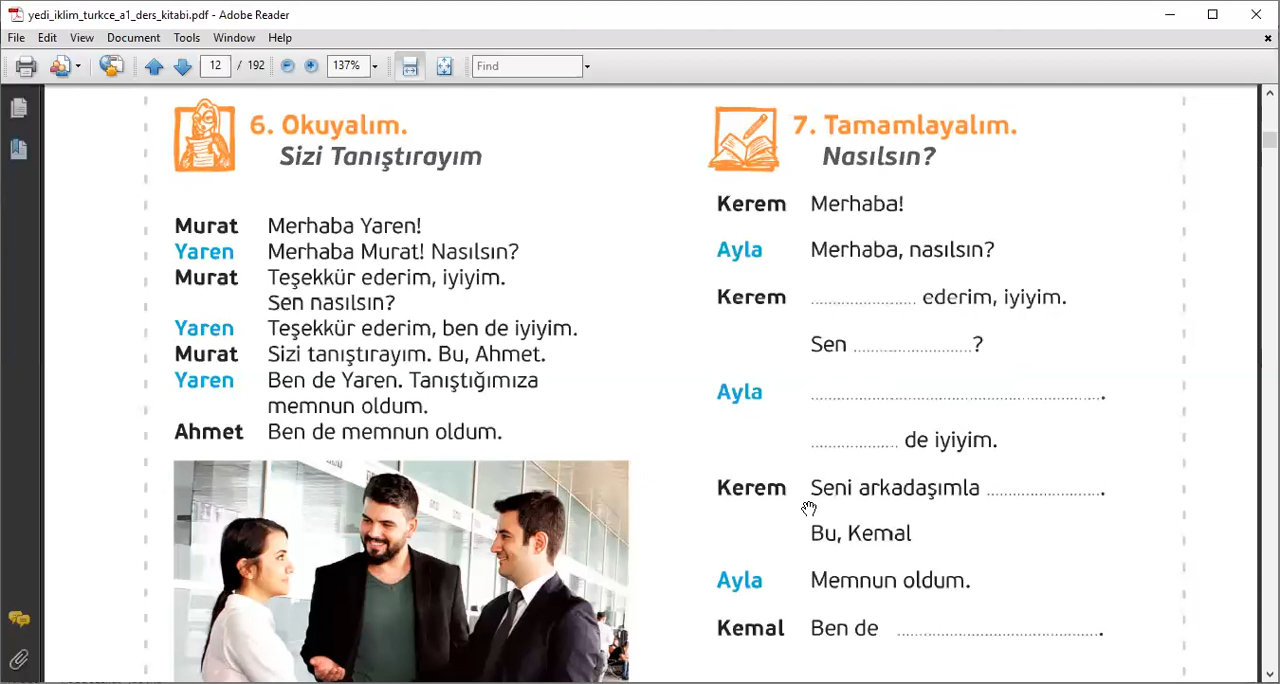 yedi_iklim_turkce_a1_ders_kitabi.pdf - Adobe Reader
File Edit View Document Tools Window Help
12 / 192 137% Find
6. Okuyalım.
Sizi Tanıştırayım
Murat Merhaba Yaren!
Yaren Merhaba Murat! Nasılsın?
Murat Teşekkür ederim, iyiyim.
Sen nasılsın?
Yaren Teşekkür ederim, ben de iyiyim.
Murat Sizi tanıştırayım. Bu, Ahmet.
Yaren Ben de Yaren. Tanıştığımıza
memnun oldum.
Ahmet Ben de memnun oldum.
7. Tamamlayalım.
Nasılsın?
Kerem Merhaba!
Ayla Merhaba, nasılsın?
Kerem ...................... ederim, iyiyim.
Sen .........................?
Ayla ..............................................................
.................. de iyiyim.
Kerem Seni arkadaşımla ........................
Bu, Kemal
Ayla Memnun oldum.
Kemal Ben de ...........................................